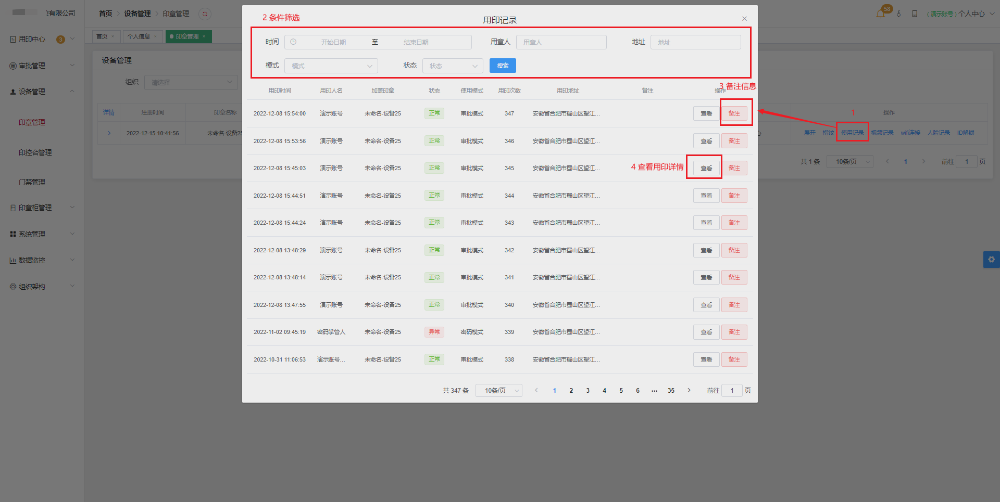 有限公司
首页 设备管理 印章管理
58
( 演示账号 ) 个人中心
首页 × 个人信息 × 印章管理 ×
用印中心 3
审批管理
设备管理
印章管理
印控台管理
门禁管理
印章柜管理
系统管理
数据监控
组织架构
设备管理
组织 请选择
详情 注册时间 印章名称
2022-12-15 10:41:56 未命名-设备25
2 条件筛选
用印记录
时间 开始日期 至 结束日期 用章人 用章人 地址 地址
模式 模式 状态 状态 搜索
3 备注信息
用印时间 用印人名 加盖印章 状态 使用模式 用印次数 用印地址 备注 操作
2022-12-08 15:54:00 演示账号 未命名-设备25 正常 审批模式 347 安徽省合肥市蜀山区望江... 查看 备注
2022-12-08 15:53:56 演示账号 未命名-设备25 正常 审批模式 346 安徽省合肥市蜀山区望江... 查看 备注
2022-12-08 15:45:03 演示账号 未命名-设备25 正常 审批模式 345 安徽省合肥市蜀山区望江... 4 查看用印详情 查看 备注
2022-12-08 15:44:51 演示账号 未命名-设备25 正常 审批模式 344 安徽省合肥市蜀山区望江... 查看 备注
2022-12-08 15:44:24 演示账号 未命名-设备25 正常 审批模式 343 安徽省合肥市蜀山区望江... 查看 备注
2022-12-08 13:48:29 演示账号 未命名-设备25 正常 审批模式 342 安徽省合肥市蜀山区望江... 查看 备注
2022-12-08 13:48:14 演示账号 未命名-设备25 正常 审批模式 341 安徽省合肥市蜀山区望江... 查看 备注
2022-12-08 13:47:55 演示账号 未命名-设备25 正常 审批模式 340 安徽省合肥市蜀山区望江... 查看 备注
2022-11-02 09:45:19 密码掌管人 未命名-设备25 异常 密码模式 339 安徽省合肥市蜀山区望江... 查看 备注
2022-10-31 11:06:53 演示账号... 未命名-设备25 正常 审批模式 338 安徽省合肥市蜀山区望江... 查看 备注
共 347 条 10条/页 1 2 3 4 5 6 ... 35 前往 1 页
1 操作
展开 指纹 使用记录 视频记录 wifi连接 人脸记录 ID解锁
共 1 条 10条/页 1 前往 1 页